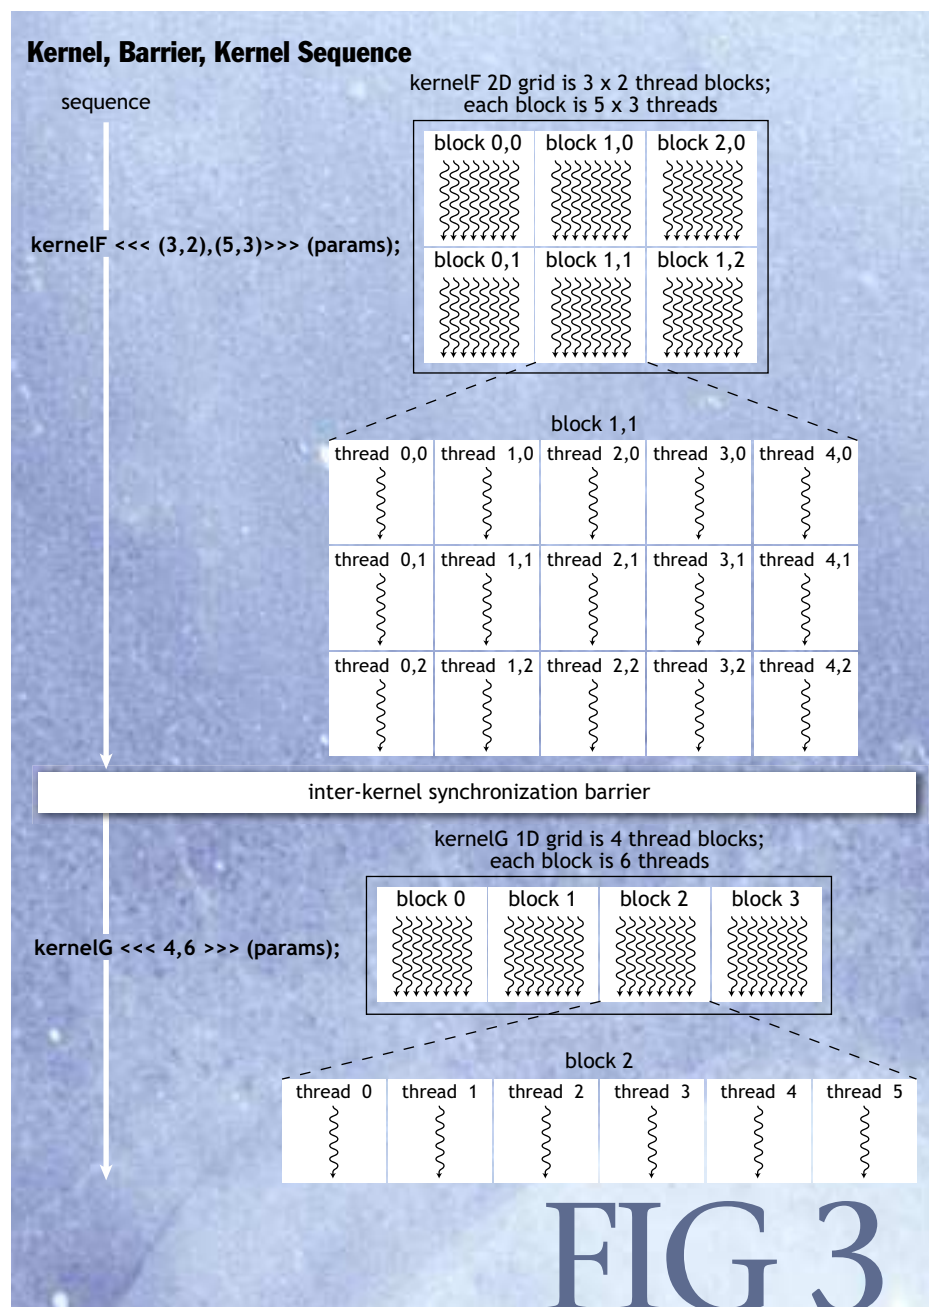 Kernel, Barrier, Kernel Sequence
sequence
kernelF 2D grid is 3 x 2 thread blocks;
each block is 5 x 3 threads
block 0,0 block 1,0 block 2,0
kernelF <<< (3,2),(5,3)>>> (params);
block 0,1 block 1,1 block 1,2
block 1,1
thread 0,0 thread 1,0 thread 2,0 thread 3,0 thread 4,0
thread 0,1 thread 1,1 thread 2,1 thread 3,1 thread 4,1
thread 0,2 thread 1,2 thread 2,2 thread 3,2 thread 4,2
inter-kernel synchronization barrier
kernelG 1D grid is 4 thread blocks;
each block is 6 threads
block 0 block 1 block 2 block 3
kernelG <<< 4,6 >>> (params);
block 2
thread 0 thread 1 thread 2 thread 3 thread 4 thread 5
FIG 3